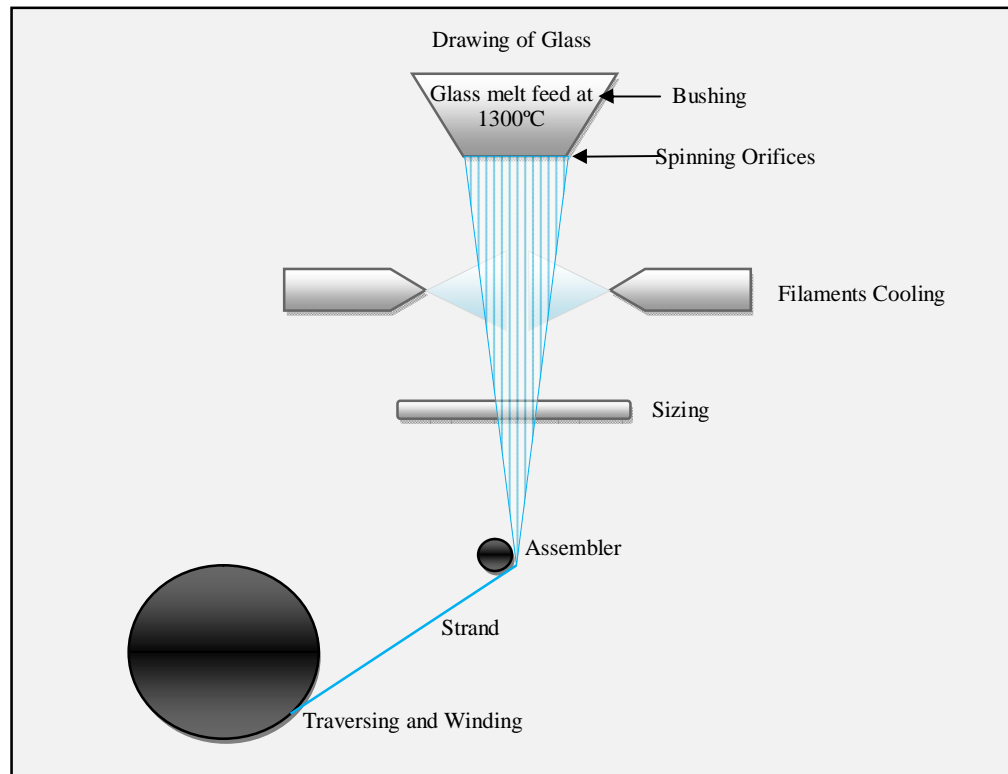 Drawing of Glass
Glass melt feed at
1300ºC
Bushing
Spinning Orifices
Filaments Cooling
Sizing
Assembler
Strand
Traversing and Winding